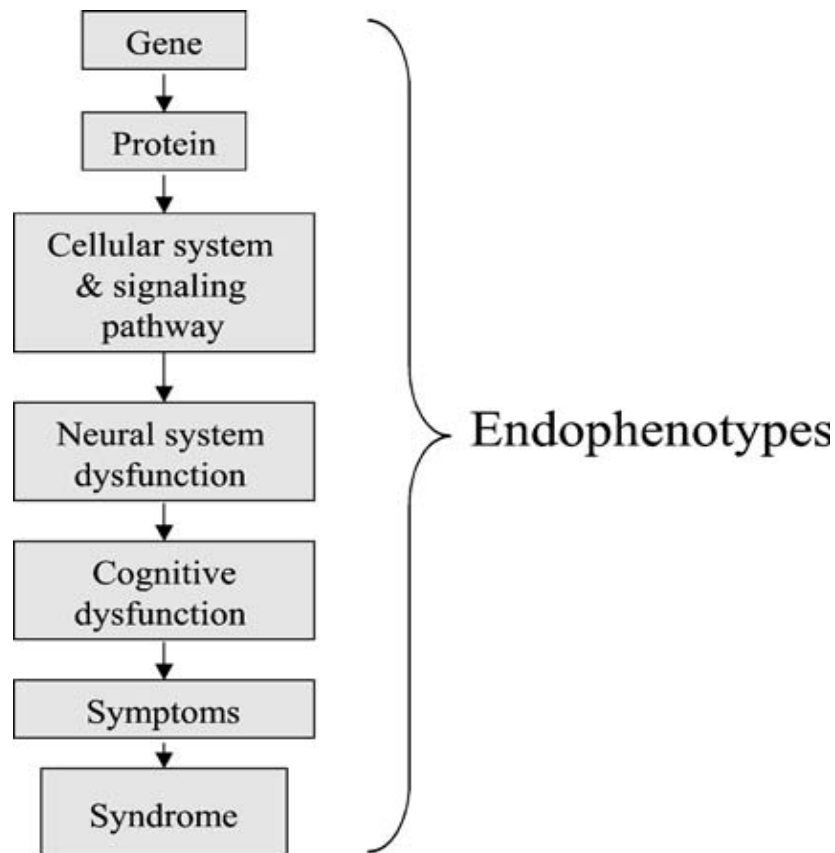 Gene
Protein
Cellular system
& signaling
pathway
Neural system
dysfunction
Cognitive
dysfunction
Symptoms
Syndrome
Endophenotypes